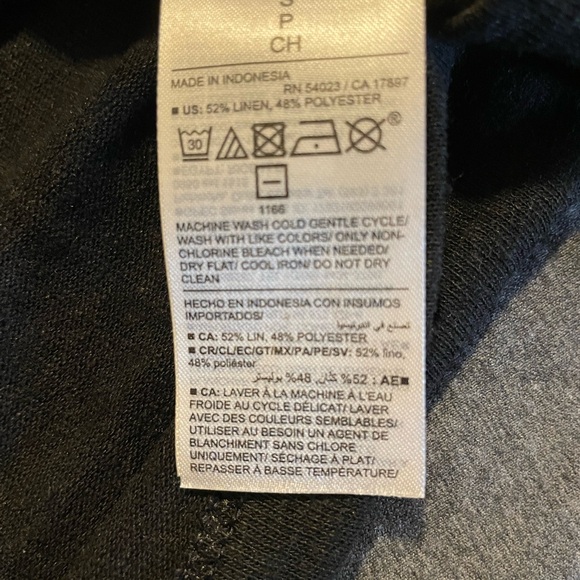 S
P
CH
MADE IN INDONESIA
RN 54023 / CA 17897
US: 52% LINEN, 48% POLYESTER
30
®
1166
MACHINE WASH COLD GENTLE CYCLE/
WASH WITH LIKE COLORS/ ONLY NON-
CHLORINE BLEACH WHEN NEEDED/
DRY FLAT/ COOL IRON/ DO NOT DRY
CLEAN
HECHO EN INDONESIA CON INSUMOS
IMPORTADOS/
تصنع في اندونيسيا
CA: 52% LIN, 48% POLYESTER
CR/CL/EC/GT/MX/PA/PE/SV: 52% lino,
48% poliéster
AE: 52% كتان, 48% بوليستر
CA: LAVER À LA MACHINE À L'EAU
FROIDE AU CYCLE DÉLICAT/ LAVER
AVEC DES COULEURS SEMBLABLES/
UTILISER AU BESOIN UN AGENT DE
BLANCHIMENT SANS CHLORE
UNIQUEMENT/ SÉCHAGE À PLAT/
REPASSER À BASSE TEMPÉRATURE/